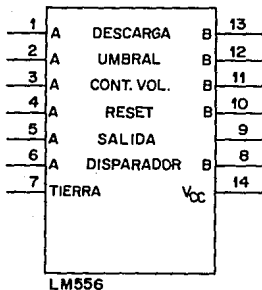 1 A DESCARGA B 13
2 A UMBRAL B 12
3 A CONT. VOL. B 11
4 A RESET B 10
5 A SALIDA 9
6 A DISPARADOR B 8
7 TIERRA VCC 14
LM556